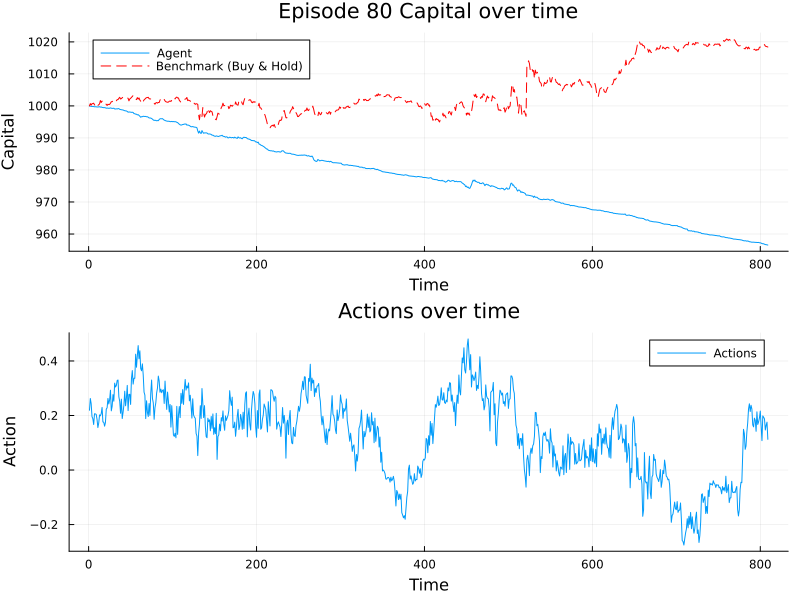 Episode 80 Capital over time
1020
1010
1000
990
980
970
960
Capital
Agent
Benchmark (Buy & Hold)
0
200
400
600
800
Time
Actions over time
0.4
0.2
0.0
−0.2
Action
Actions
0
200
400
600
800
Time